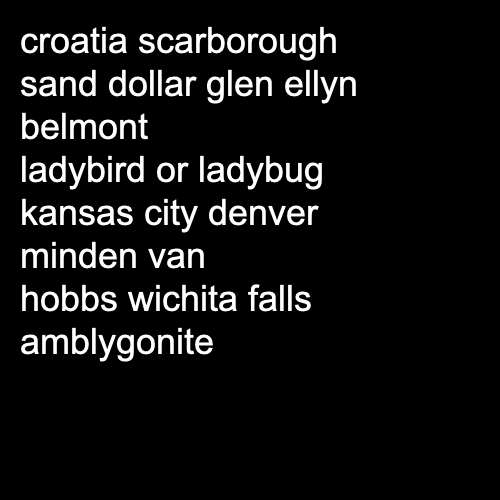 croatia scarborough
sand dollar glen ellyn
belmont
ladybird or ladybug
kansas city denver
minden van
hobbs wichita falls
amblygonite